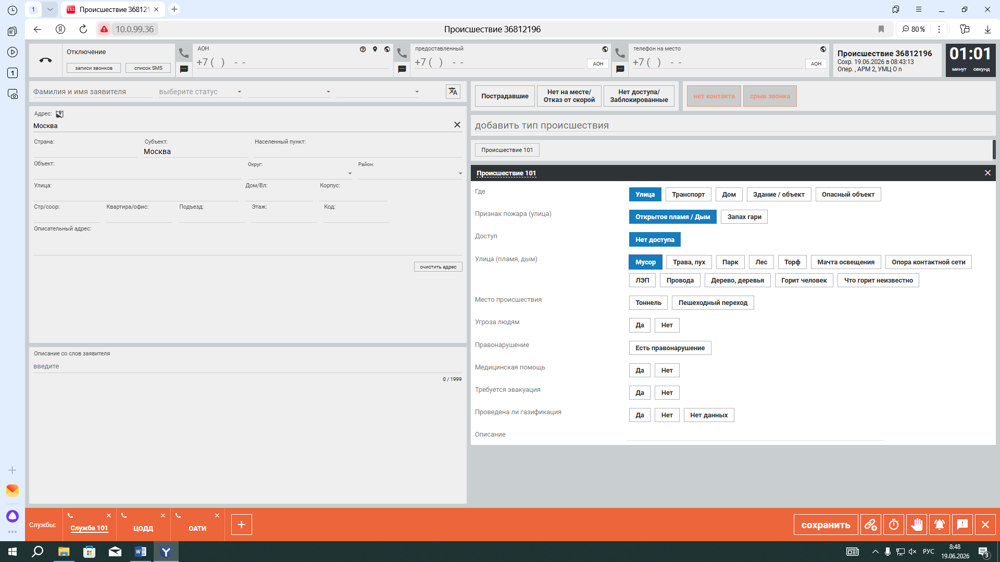 1
Происшествие 36812196
10.0.99.36
Происшествие 36812196
80 %
Отключение
записи звонков
список SMS
АОН
+7 (   )   - -
предоставленный
+7 (   )   - -
АОН
телефон на место
+7 (   )   - -
АОН
Происшествие 36812196
Сохр. 19.06.2026 в 08:43:13
Опер. , АРМ 2, УМЦ О п
01:01
минут секунд
Фамилия и имя заявителя
выберите статус
Пострадавшие
Нет на месте/
Отказ от скорой
Нет доступа/
Заблокированные
нет контакта
срыв звонка
Адрес:
Москва
Страна:
Субъект:
Москва
Населенный пункт:
Объект:
Округ:
Район:
Улица:
Дом/Вл:
Корпус:
Стр/соор:
Квартира/офис:
Подъезд:
Этаж:
Код:
Описательный адрес:
очистить адрес
Описание со слов заявителя
введите
0 / 1999
добавить тип происшествия
Происшествие 101
Происшествие 101
Где
Улица Транспорт Дом Здание / объект Опасный объект
Признак пожара (улица)
Открытое пламя / Дым Запах гари
Доступ
Нет доступа
Улица (пламя, дым)
Мусор Трава, пух Парк Лес Торф Мачта освещения Опора контактной сети
ЛЭП Провода Дерево, деревья Горит человек Что горит неизвестно
Место происшествия
Тоннель Пешеходный переход
Угроза людям
Да Нет
Правонарушение
Есть правонарушение
Медицинская помощь
Да Нет
Требуется эвакуация
Да Нет
Проведена ли газификация
Да Нет Нет данных
Описание
Службы:
Служба 101
ЦОДД
ОАТИ
сохранить
РУС
8:48
19.06.2026
3